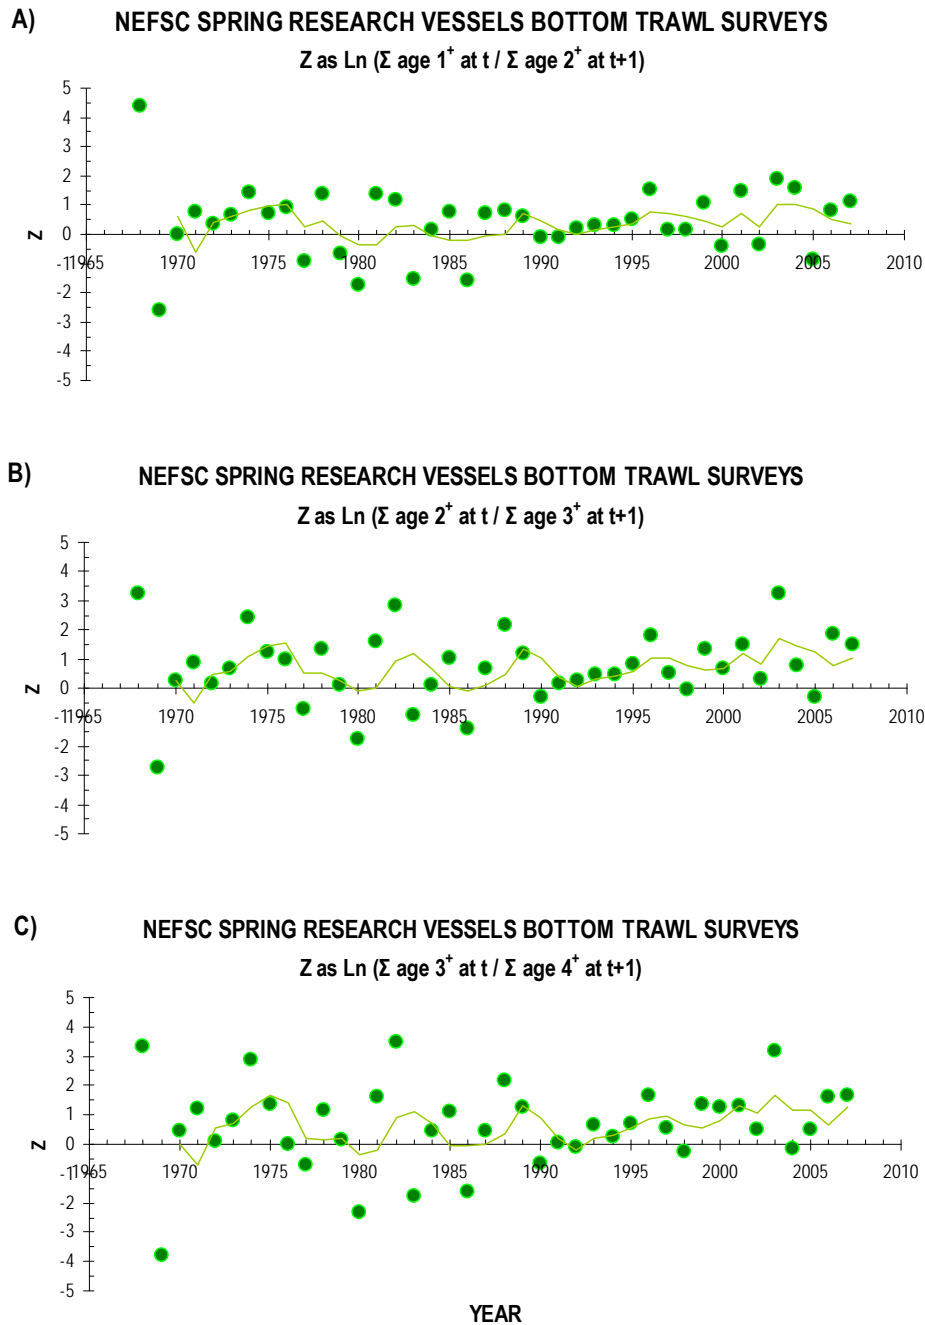 A)
NEFSC SPRING RESEARCH VESSELS BOTTOM TRAWL SURVEYS
Z as Ln (Σ age 1+ at t / Σ age 2+ at t+1)
5
4
3
2
1
0
-1
-2
-3
-4
-5
Z
1965 1970 1975 1980 1985 1990 1995 2000 2005 2010
B)
NEFSC SPRING RESEARCH VESSELS BOTTOM TRAWL SURVEYS
Z as Ln (Σ age 2+ at t / Σ age 3+ at t+1)
5
4
3
2
1
0
-1
-2
-3
-4
-5
Z
1965 1970 1975 1980 1985 1990 1995 2000 2005 2010
C)
NEFSC SPRING RESEARCH VESSELS BOTTOM TRAWL SURVEYS
Z as Ln (Σ age 3+ at t / Σ age 4+ at t+1)
5
4
3
2
1
0
-1
-2
-3
-4
-5
Z
1965 1970 1975 1980 1985 1990 1995 2000 2005 2010
YEAR